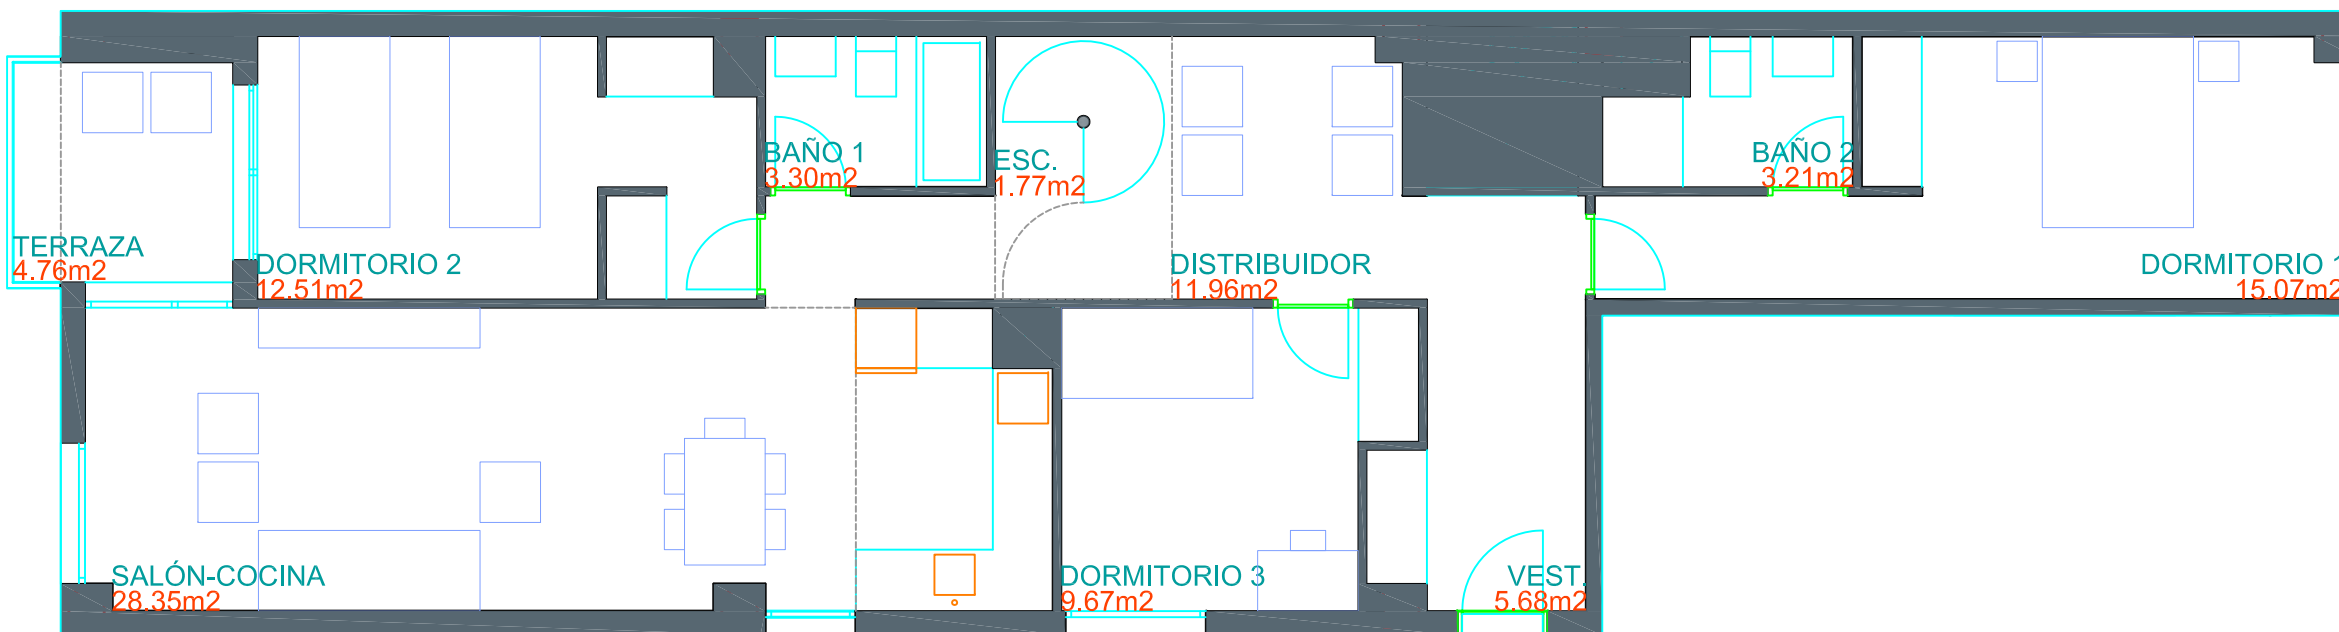 BAÑO 1
3.30m2
ESC.
1.77m2
BAÑO 2
3.21m2
TERRAZA
4.76m2
DORMITORIO 2
12.51m2
DISTRIBUIDOR
11.96m2
DORMITORIO 1
15.07m2
SALÓN-COCINA
28.35m2
DORMITORIO 3
9.67m2
VEST.
5.68m2